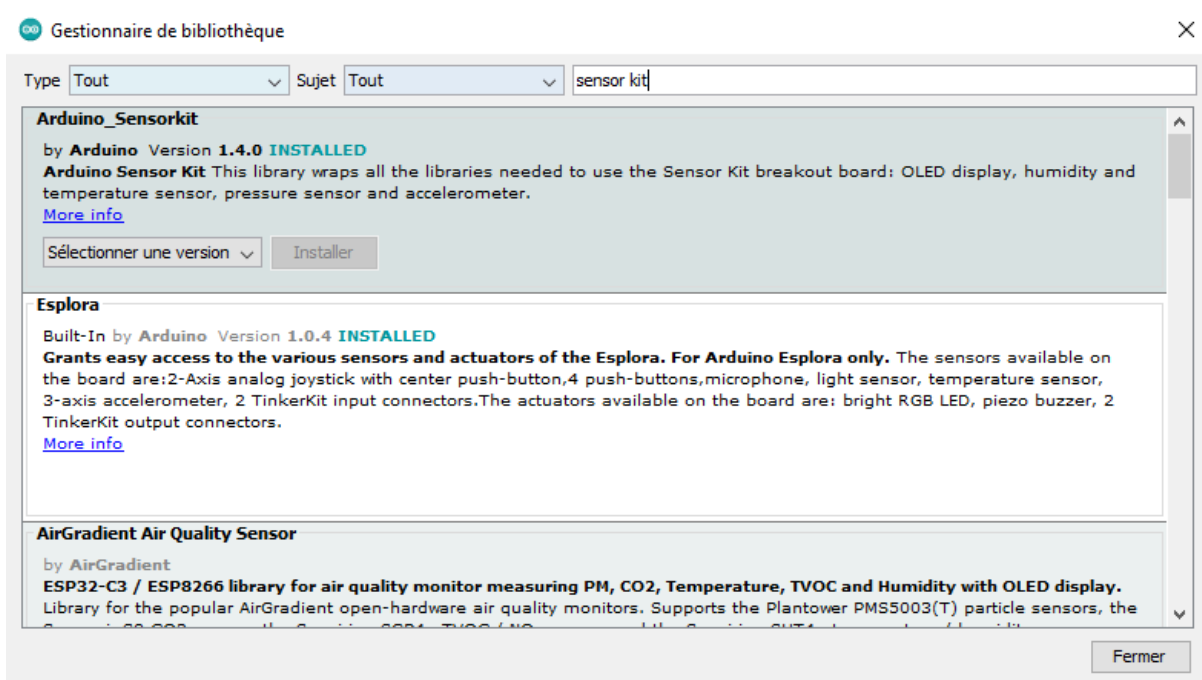 Gestionnaire de bibliothèque
Type Tout Sujet Tout sensor kit
Arduino_Sensorkit
by Arduino Version 1.4.0 INSTALLED
Arduino Sensor Kit This library wraps all the libraries needed to use the Sensor Kit breakout board: OLED display, humidity and
temperature sensor, pressure sensor and accelerometer.
More info
Sélectionner une version Installer
Esplora
Built-In by Arduino Version 1.0.4 INSTALLED
Grants easy access to the various sensors and actuators of the Esplora. For Arduino Esplora only. The sensors available on
the board are:2-Axis analog joystick with center push-button,4 push-buttons,microphone, light sensor, temperature sensor,
3-axis accelerometer, 2 TinkerKit input connectors.The actuators available on the board are: bright RGB LED, piezo buzzer, 2
TinkerKit output connectors.
More info
AirGradient Air Quality Sensor
by AirGradient
ESP32-C3 / ESP8266 library for air quality monitor measuring PM, CO2, Temperature, TVOC and Humidity with OLED display.
Library for the popular AirGradient open-hardware air quality monitors. Supports the Plantower PMS5003(T) particle sensors, the
Fermer